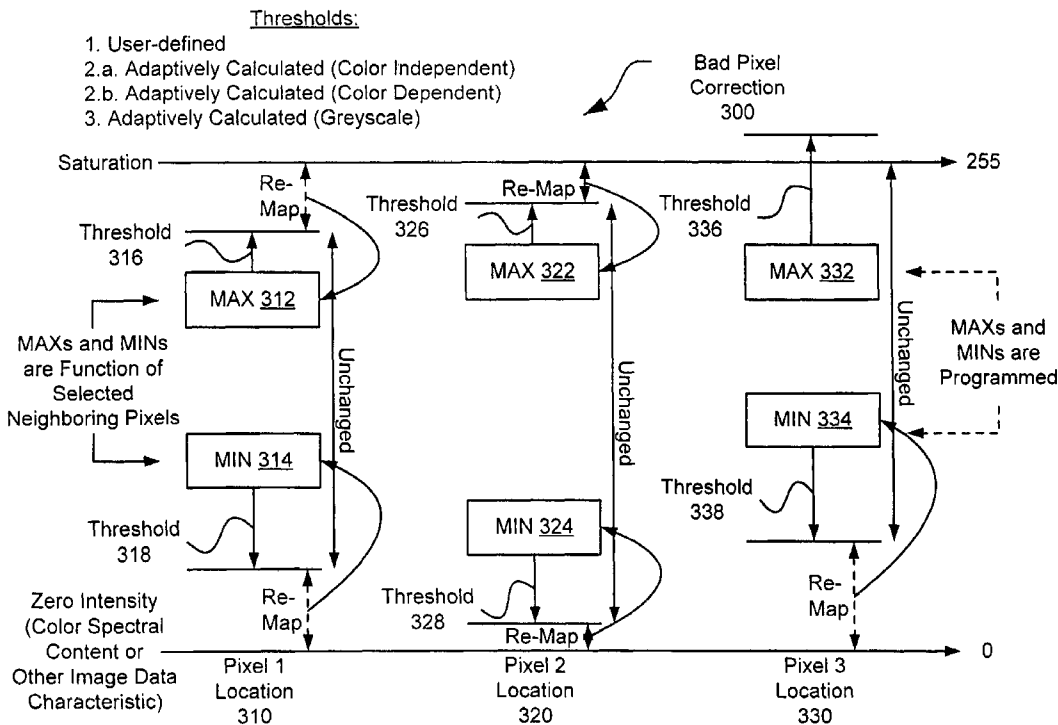 Thresholds:
1. User-defined
2.a. Adaptively Calculated (Color Independent)
2.b. Adaptively Calculated (Color Dependent)
3. Adaptively Calculated (Greyscale)
Bad Pixel
Correction
300
Saturation
255
Re-
Map
Threshold
316
MAX 312
Re-Map
Threshold
326
MAX 322
Threshold
336
MAX 332
MAXs and MINs
are Function of
Selected
Neighboring Pixels
Unchanged
Unchanged
Unchanged
MAXs and
MINs are
Programmed
MIN 314
Threshold
318
Re-
Map
MIN 324
Threshold
328
Re-Map
MIN 334
Threshold
338
Re-
Map
Zero Intensity
(Color Spectral
Content or
Other Image Data
Characteristic)
0
Pixel 1
Location
310
Pixel 2
Location
320
Pixel 3
Location
330